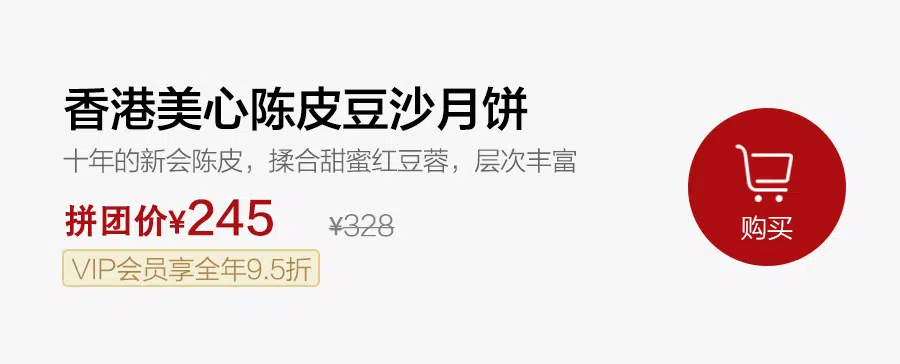 香港美心陈皮豆沙月饼
十年的新会陈皮，揉合甜蜜红豆蓉，层次丰富
拼团价¥245 ¥328
VIP会员享全年9.5折
购买